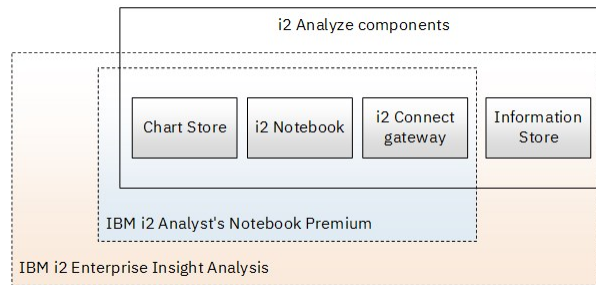 i2 Analyze components
Chart Store
i2 Notebook
i2 Connect
gateway
Information
Store
IBM i2 Analyst's Notebook Premium
IBM i2 Enterprise Insight Analysis